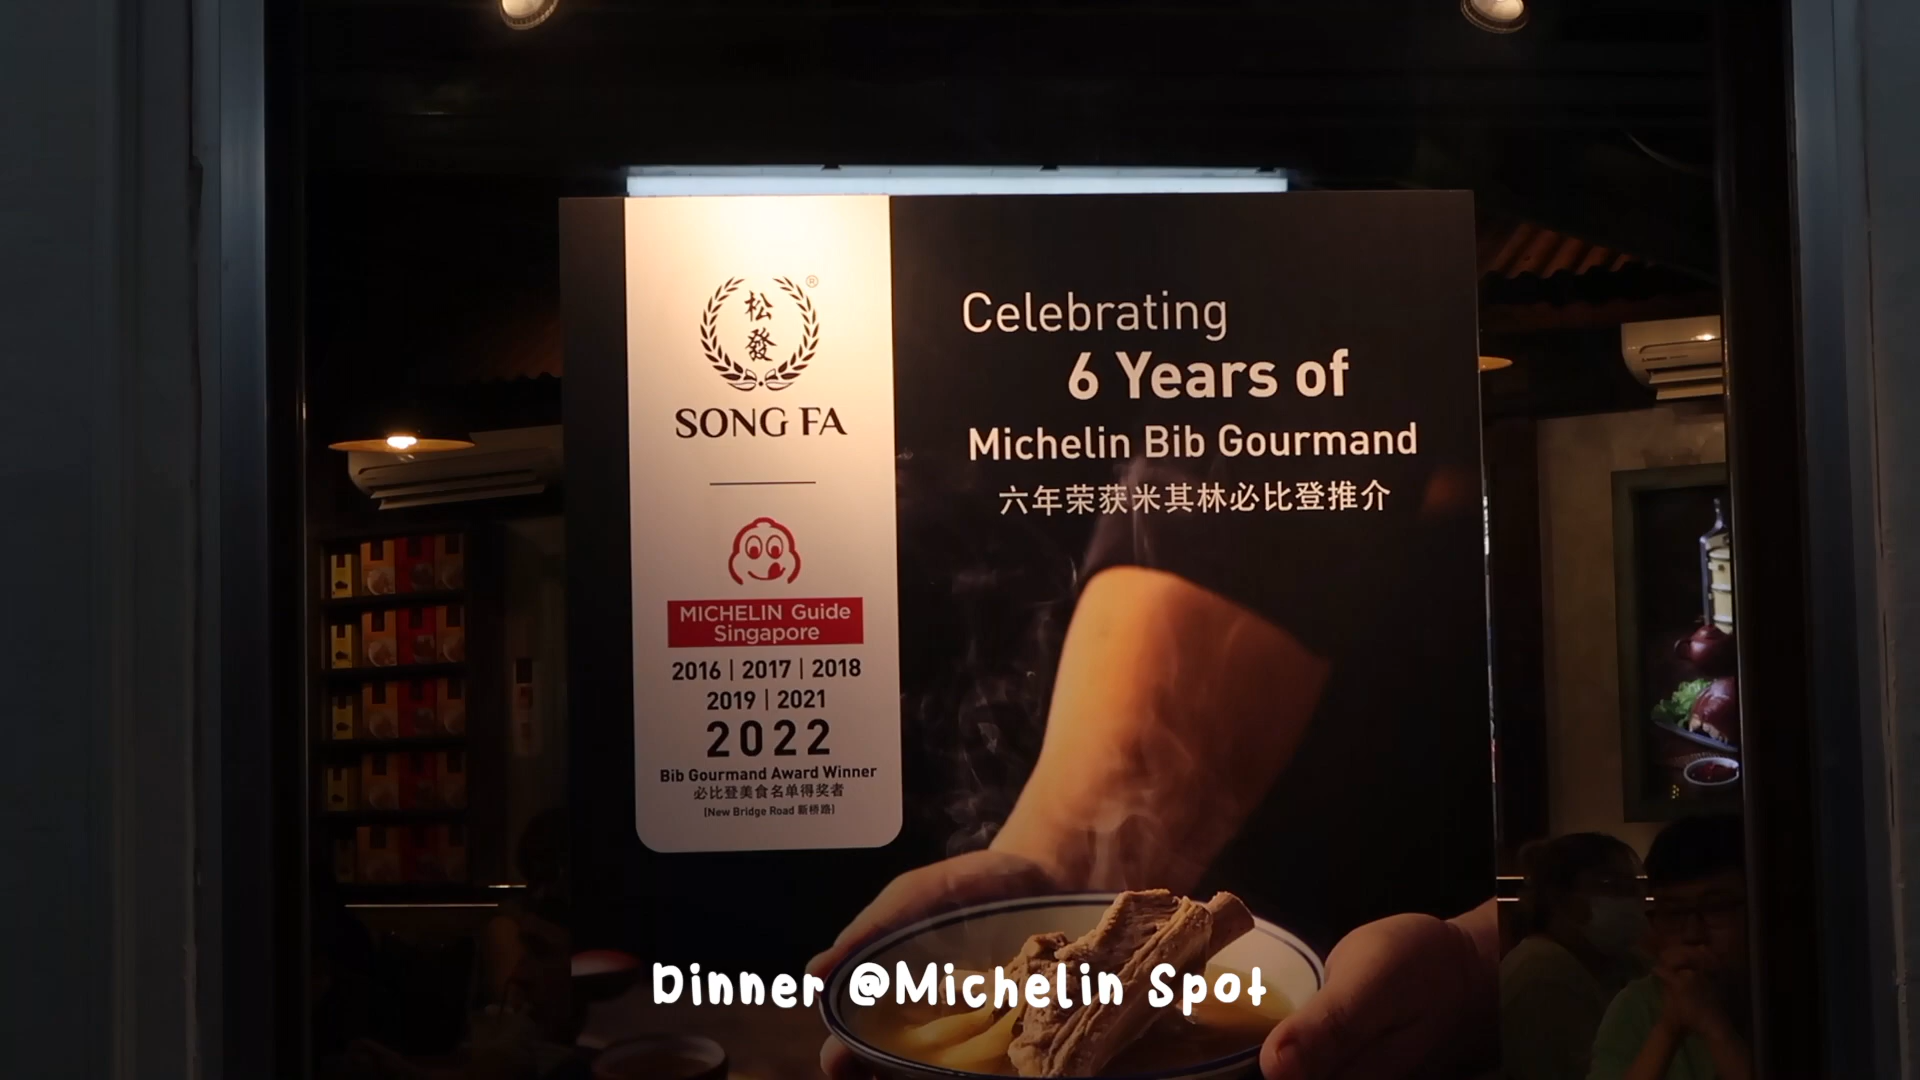 松
發
®
SONG FA
MICHELIN Guide
Singapore
2016 | 2017 | 2018
2019 | 2021
2022
Bib Gourmand Award Winner
必比登美食名单得奖者
(New Bridge Road 新桥路)
Celebrating
6 Years of
Michelin Bib Gourmand
六年荣获米其林必比登推介
Dinner @Michelin Spot